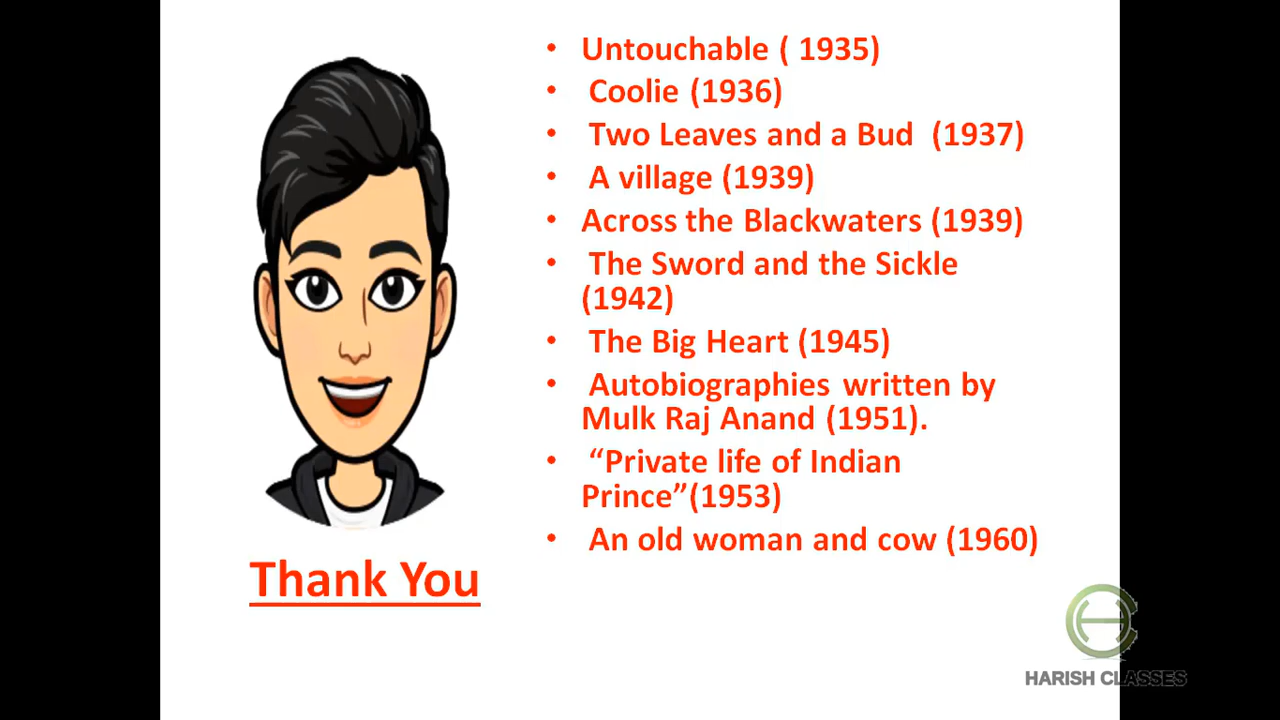 • Untouchable ( 1935)
• Coolie (1936)
• Two Leaves and a Bud (1937)
• A village (1939)
• Across the Blackwaters (1939)
• The Sword and the Sickle
(1942)
• The Big Heart (1945)
• Autobiographies written by
Mulk Raj Anand (1951).
• “Private life of Indian
Prince”(1953)
• An old woman and cow (1960)
Thank You
HARISH CLASSES